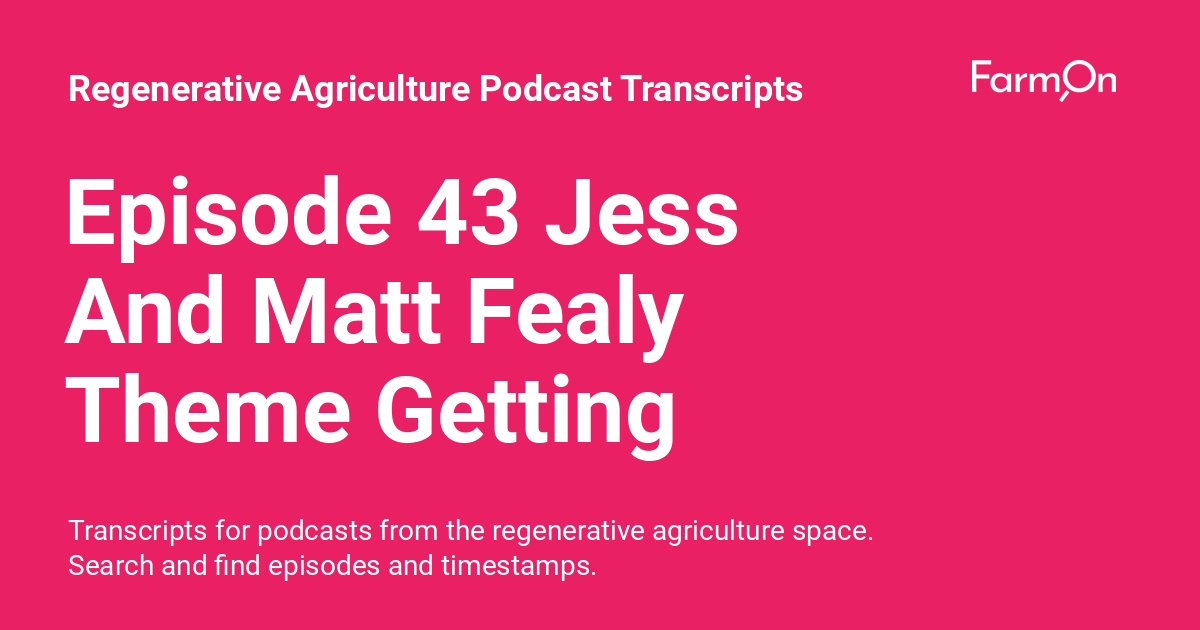 Regenerative Agriculture Podcast Transcripts
FarmOn
Episode 43 Jess
And Matt Fealy
Theme Getting
Transcripts for podcasts from the regenerative agriculture space.
Search and find episodes and timestamps.